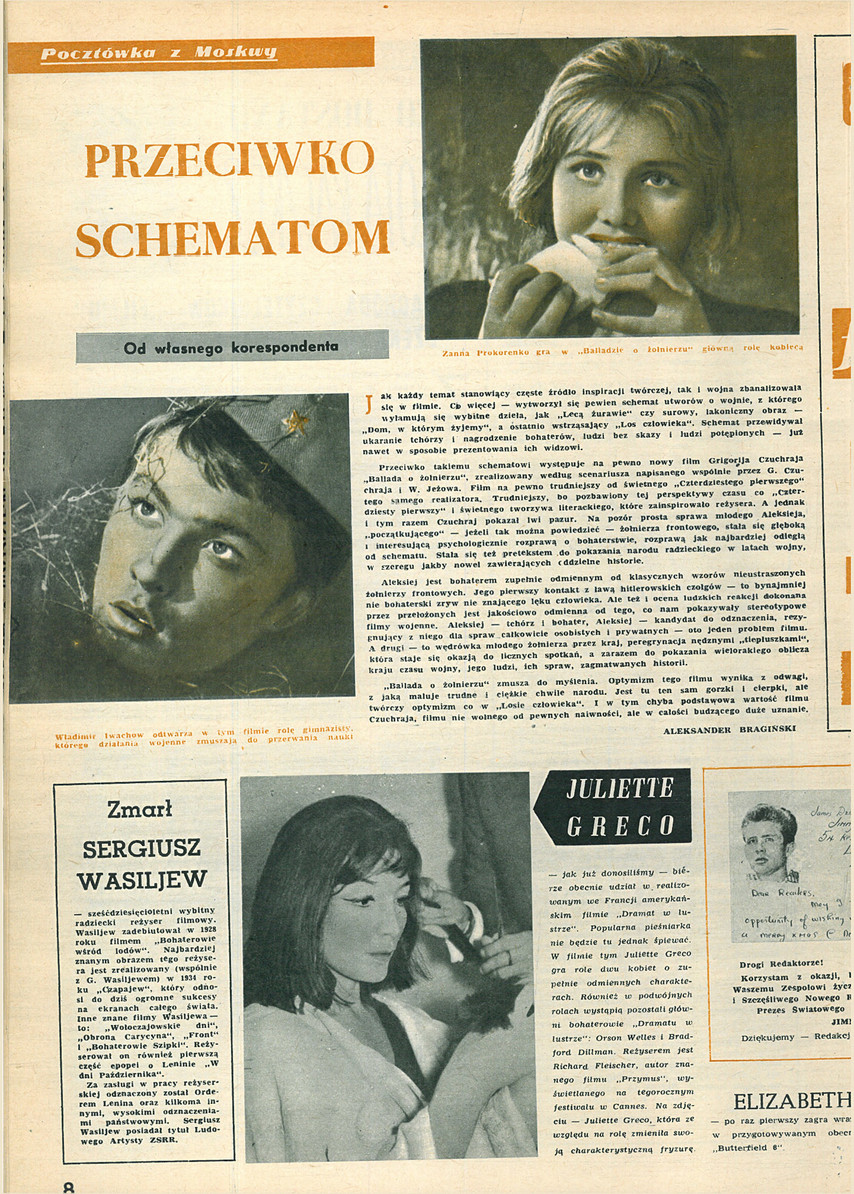 Pocztówka z Moskwy
PRZECIWKO
SCHEMATOM
Od własnego korespondenta
Żanna Prokorenko gra w „Balladzie o żołnierzu" główną rolę kobiecą
Jak każdy temat stanowiący częste źródło inspiracji twórczej, tak i wojna zbanalizowała
się w filmie. Co więcej — wytworzył się pewien schemat utworów o wojnie, z którego
wyłamują się wybitne dzieła, jak „Lecą żurawie" czy surowy, lakoniczny obraz —
„Dom, w którym żyjemy", a ostatnio wstrząsający „Los człowieka". Schemat przewidywał
ukaranie tchórzy i nagrodzenie bohaterów, ludzi bez skazy i ludzi potępionych — już
nawet w sposobie prezentowania ich widzowi.
Przeciwko takiemu schematowi występuje na pewno nowy film Grigorija Czuchraja
„Ballada o żołnierzu", zrealizowany według scenariusza napisanego wspólnie przez G. Czu-
chraja i W. Jeżowa. Film na pewno trudniejszy od świetnego „Czterdziestego pierwszego"
tego samego realizatora. Trudniejszy, bo pozbawiony tej perspektywy czasu co „Czter-
dziesty pierwszy" i świetnego tworzywa literackiego, które zainspirowało reżysera. A jednak
i tym razem Czuchraj pokazał lwi pazur. Na pozór prosta sprawa młodego Aleksieja,
„początkującego" — jeżeli tak można powiedzieć — żołnierza frontowego, stała się głęboką
i interesującą psychologicznie rozprawą o bohaterstwie, rozprawą jak najbardziej odległą
od schematu. Stała się też pretekstem do pokazania narodu radzieckiego w latach wojny,
w szeregu jakby nowel zawierających oddzielne historie.
Aleksiej jest bohaterem zupełnie odmiennym od klasycznych wzorów nieustraszonych
żołnierzy frontowych. Jego pierwszy kontakt z ławą hitlerowskich czołgów — to bynajmniej
nie bohaterski zryw nie znającego lęku człowieka. Ale też i ocena ludzkich reakcji dokonana
przez przełożonych jest jakościowo odmienna od tego, co nam pokazywały stereotypowe
filmy wojenne. Aleksiej — tchórz i bohater, Aleksiej — kandydat do odznaczenia, rezy-
gnujący z niego dla spraw całkowicie osobistych i prywatnych — oto jeden problem filmu.
A drugi — to wędrówka młodego żołnierza przez kraj, peregrynacja nędznymi „tiepłuszkami",
która staje się okazją do licznych spotkań, a zarazem do pokazania wielorakiego oblicza
kraju czasu wojny, jego ludzi, ich spraw, zagmatwanych historii.
„Ballada o żołnierzu" zmusza do myślenia. Optymizm tego filmu wynika z odwagi,
z jaką maluje trudne i ciężkie chwile narodu. Jest tu ten sam gorzki i cierpki, ale
twórczy optymizm co w „Losie człowieka". I w tym chyba podstawowa wartość filmu
Czuchraja, filmu nie wolnego od pewnych naiwności, ale w całości budzącego duże uznanie.
ALEKSANDER BRAGIŃSKI
Władimir Iwachow odtwarza w tym filmie rolę gimnazisty,
którego działania wojenne zmuszają do przerwania nauki
Zmarł
SERGIUSZ
WASILJEW
— sześćdziesięcioletni wybitny
radziecki reżyser filmowy.
Wasiljew zadebiutował w 1928
roku filmem „Bohaterowie
wśród lodów". Najbardziej
znanym obrazem tego reżyse-
ra jest zrealizowany (wspólnie
z G. Wasiljewem) w 1934 ro-
ku „Czapajew", który odno-
si do dziś ogromne sukcesy
na ekranach całego świata.
Inne znane filmy Wasiljewa —
to: „Wołoczajowskie dni",
„Obrona Carycyna", „Front"
i „Bohaterowie Szipki". Reży-
serował on również pierwszą
część epopei o Leninie „W
dni Października".
Za zasługi w pracy reżyser-
skiej odznaczony został Orde-
rem Lenina oraz kilkoma in-
nymi, wysokimi odznaczenia-
mi państwowymi. Sergiusz
Wasiljew posiadał tytuł Ludo-
wego Artysty ZSRR.
JULIETTE
GRECO
— jak już donosiliśmy — bie-
rze obecnie udział w realizo-
wanym we Francji amerykań-
skim filmie „Dramat w lu-
strze". Popularna pieśniarka
nie będzie tu jednak śpiewać.
W filmie tym Juliette Greco
gra role dwu kobiet o zu-
pełnie odmiennych charakte-
rach. Również w podwójnych
rolach wystąpią pozostali głów-
ni bohaterowie „Dramatu w
lustrze": Orson Welles i Brad-
ford Dillman. Reżyserem jest
Richard Fleischer, autor zna-
nego filmu „Przymus", wy-
świetlanego na tegorocznym
festiwalu w Cannes. Na zdję-
ciu — Juliette Greco, która ze
względu na rolę zmieniła swo-
ją charakterystyczną fryzurę
Dear Readers,
may I
opportunity of wishing
a merry xmas
Drogi Redaktorze!
Korzystam z okazji,
Waszemu Zespołowi życz
i Szczęśliwego Nowego R
Prezes Światowego
JIM
Dziękujemy — Redakcj
ELIZABETH
— po raz pierwszy zagra wra
w przygotowywanym obecn
„Butterfield 8"
8